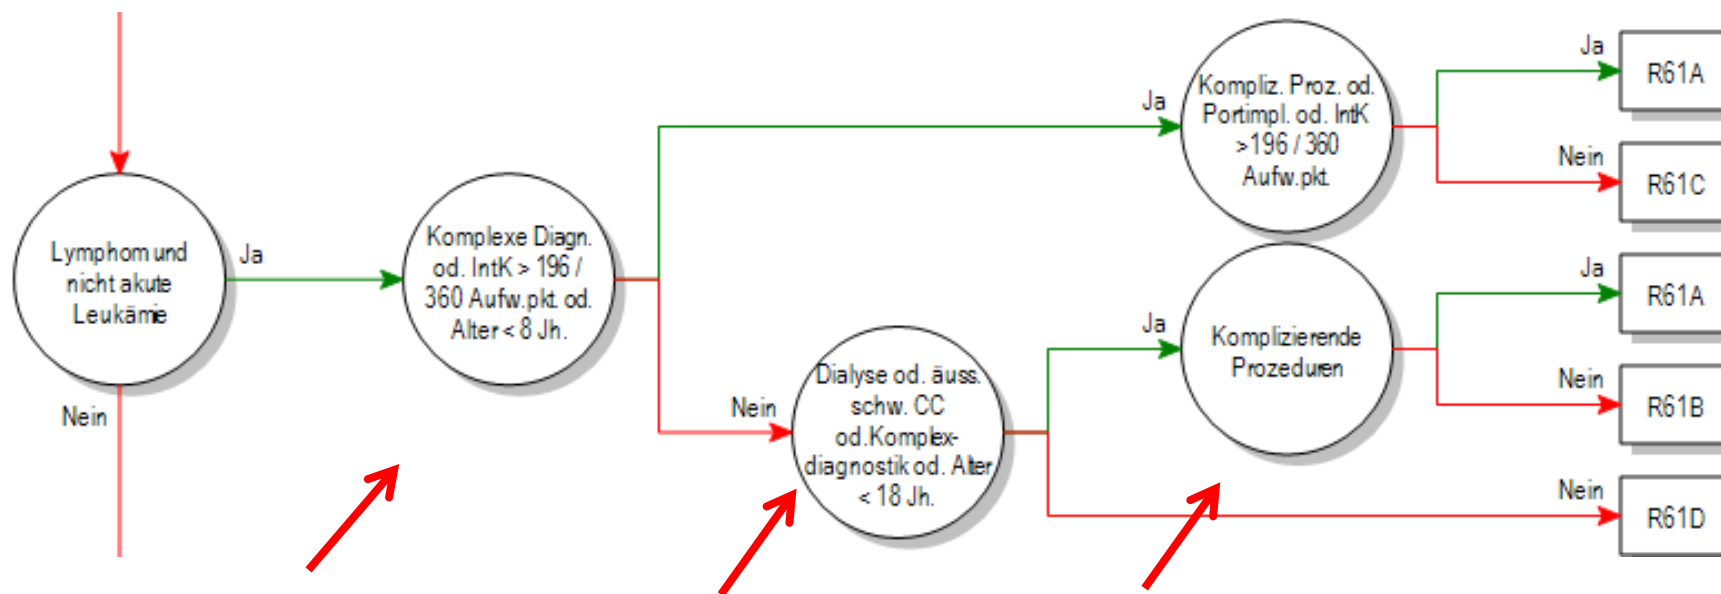 Lymphom und
nicht akute
Leukämie
Ja
Nein
Komplexe Diagn.
od. IntK > 196 /
360 Aufw.pkt. od.
Alter < 8 Jh.
Ja
Nein
Kompliz. Proz. od.
Portimpl. od. IntK
>196 / 360
Aufw.pkt.
Ja
R61A
Nein
R61C
Dialyse od. äuss.
schw. CC
od.Komplex-
diagnostik od. Alter
< 18 Jh.
Ja
Nein
Komplizierende
Prozeduren
Ja
R61A
Nein
R61B
R61D